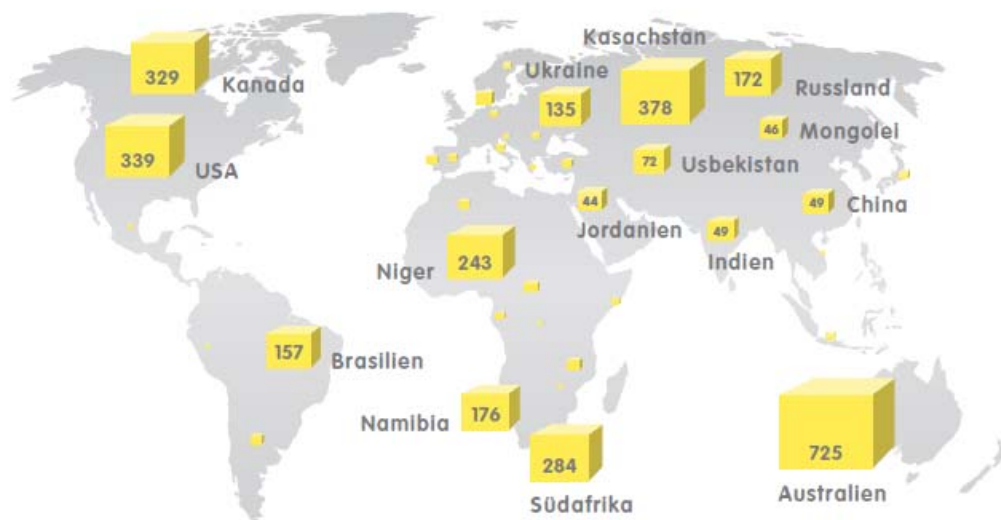 Kasachstan
329
Kanada
Ukraine
135
378
172
Russland
46
Mongolei
339
USA
72
Usbekistan
44
Jordanien
49
China
49
Indien
Niger
243
157
Brasilien
Namibia
176
284
Südafrika
725
Australien